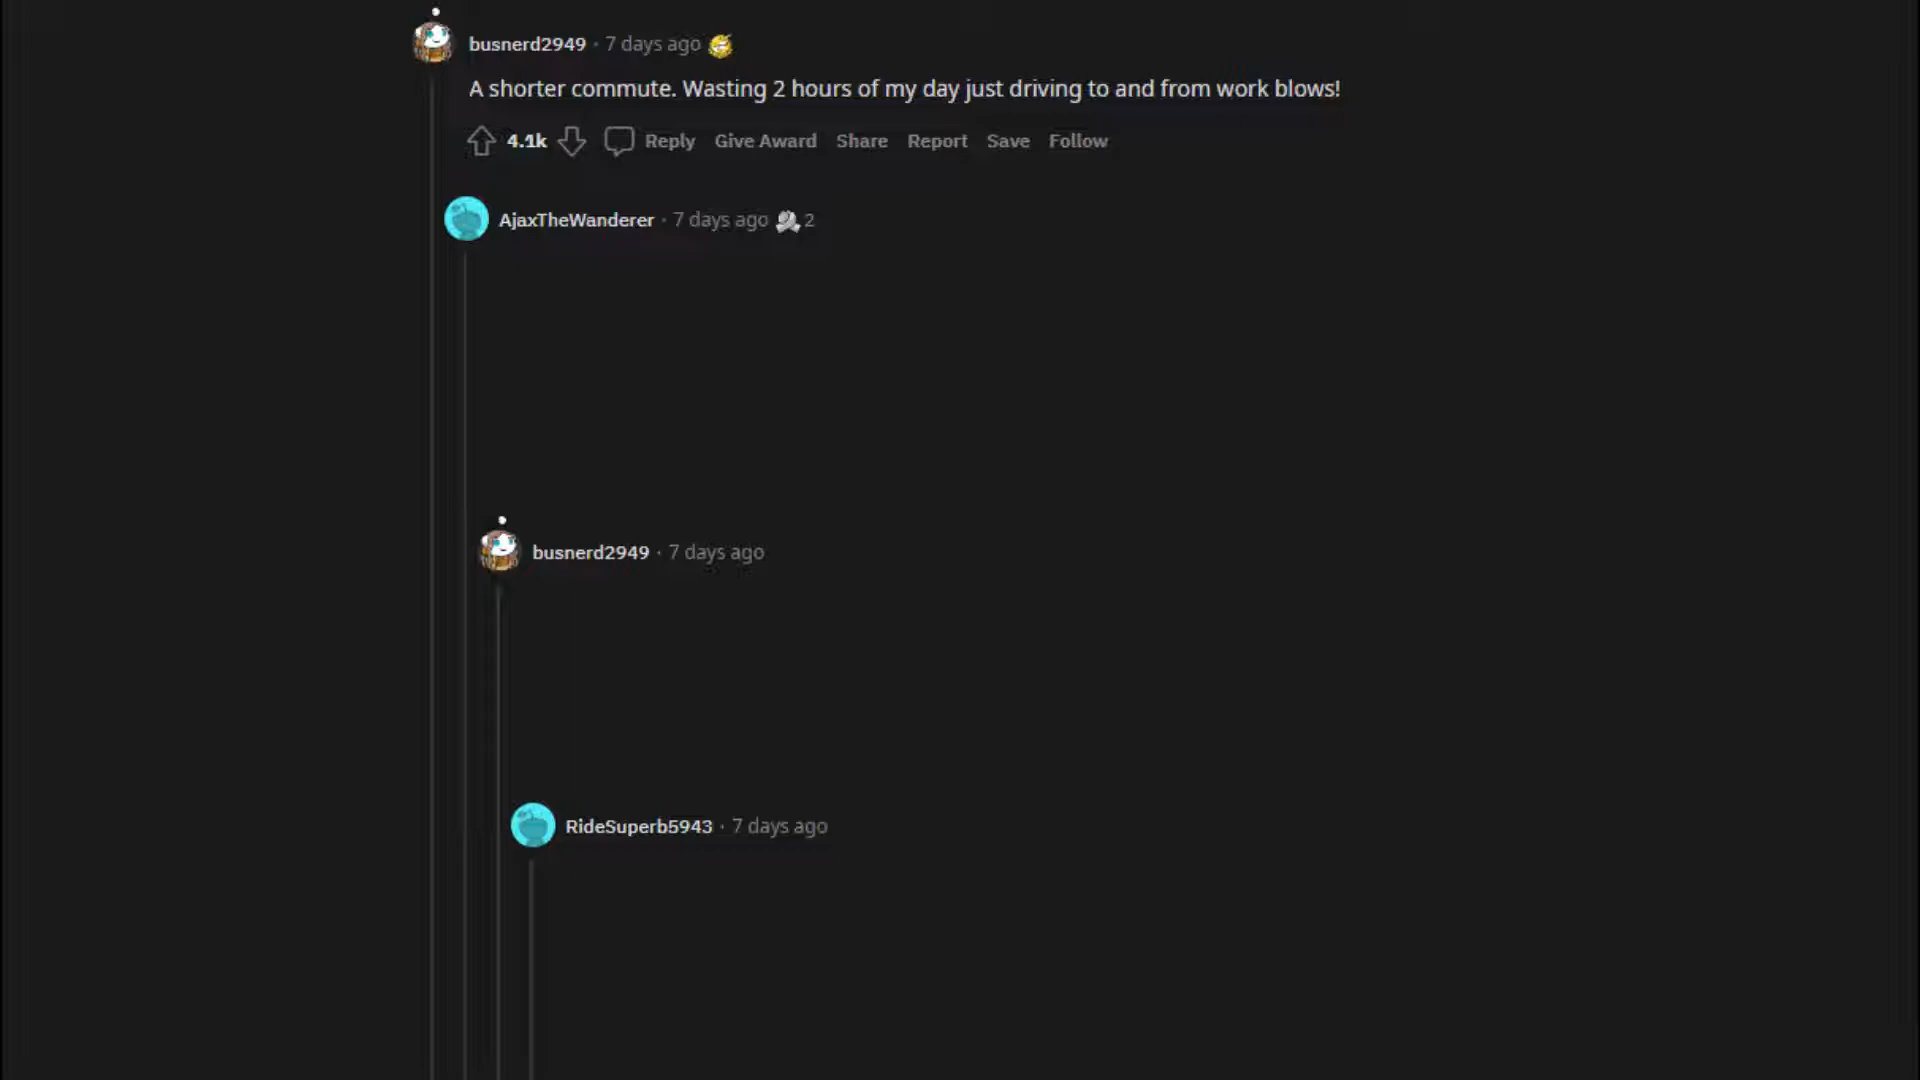 busnerd2949 · 7 days ago
A shorter commute. Wasting 2 hours of my day just driving to and from work blows!
4.1k Reply Give Award Share Report Save Follow
AjaxTheWanderer · 7 days ago 2
busnerd2949 · 7 days ago
RideSuperb5943 · 7 days ago